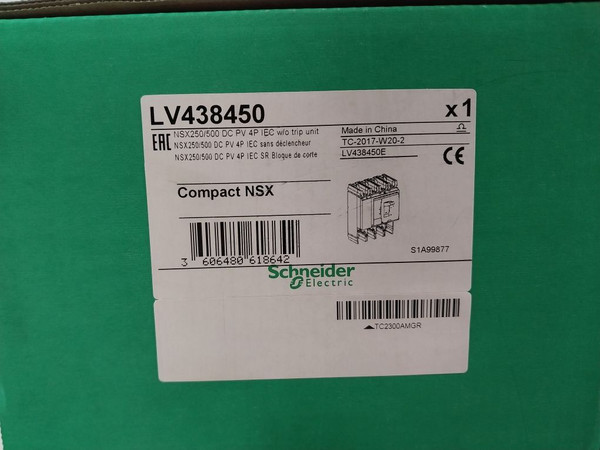 LV438450
x1
EAC
NSX250/500 DC PV 4P IEC w/o trip unit
NSX250/500 DC PV 4P IEC sans déclencheur
NSX250/500 DC PV 4P IEC SR Bloque de corte
Made in China
TC-2017-W20-2
LV438450E
CE
Compact NSX
3 606480 618642
S1A99877
Schneider
Electric
TC2300AMGR